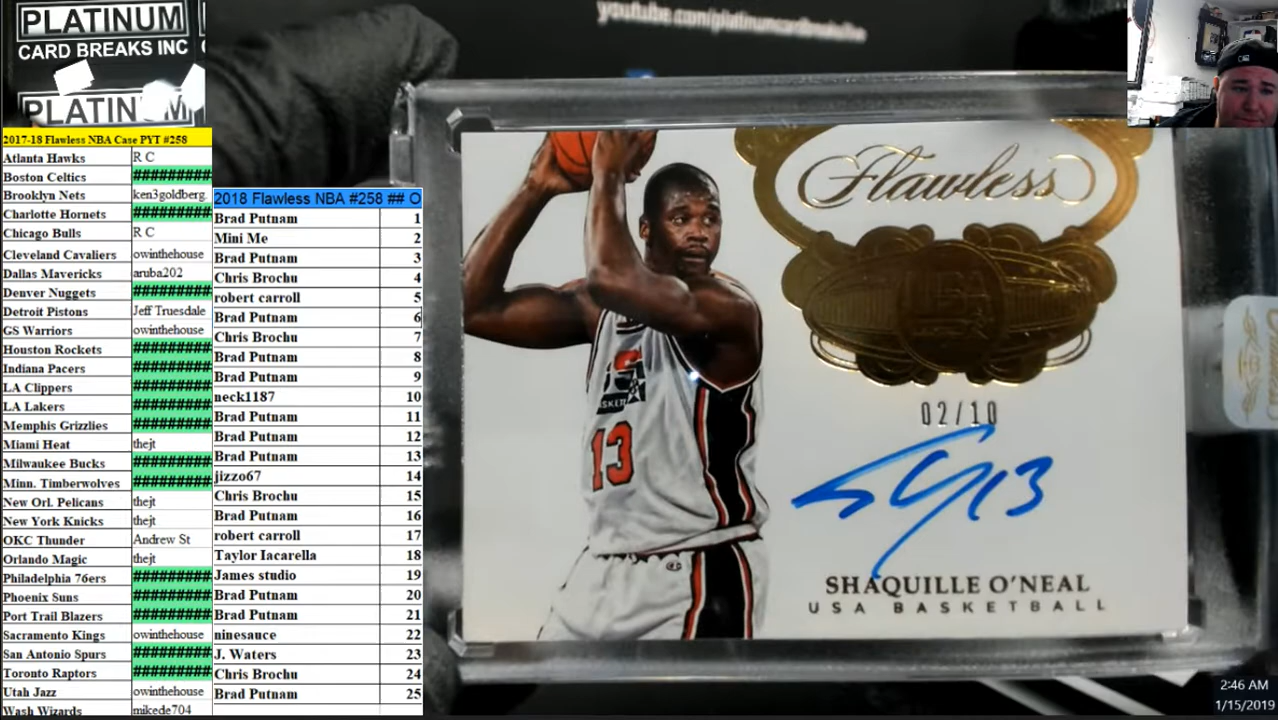 PLATINUM
CARD BREAKS INC
PLATINUM
youtube.com/platinumcardbreakslive
2017-18 Flawless NBA Case PYT #258
Atlanta Hawks R C
Boston Celtics ##########
Brooklyn Nets ken3goldberg
Charlotte Hornets ##########
Chicago Bulls R C
Cleveland Cavaliers owinthehouse
Dallas Mavericks aruba202
Denver Nuggets ##########
Detroit Pistons Jeff Truesdale
GS Warriors owinthehouse
Houston Rockets ##########
Indiana Pacers ##########
LA Clippers ##########
LA Lakers ##########
Memphis Grizzlies ##########
Miami Heat thejt
Milwaukee Bucks ##########
Minn. Timberwolves ##########
New Orl. Pelicans thejt
New York Knicks thejt
OKC Thunder Andrew St
Orlando Magic thejt
Philadelphia 76ers ##########
Phoenix Suns ##########
Port Trail Blazers ##########
Sacramento Kings owinthehouse
San Antonio Spurs ##########
Toronto Raptors ##########
Utah Jazz owinthehouse
Wash Wizards mikede704
2018 Flawless NBA #258 ## O
Brad Putnam 1
Mini Me 2
Brad Putnam 3
Chris Brochu 4
robert carroll 5
Brad Putnam 6
Chris Brochu 7
Brad Putnam 8
Brad Putnam 9
neck1187 10
Brad Putnam 11
Brad Putnam 12
Brad Putnam 13
jizzo67 14
Chris Brochu 15
Brad Putnam 16
robert carroll 17
Taylor Iacarella 18
James studio 19
Brad Putnam 20
Brad Putnam 21
ninesauce 22
J. Waters 23
Chris Brochu 24
Brad Putnam 25
Flawless
02/10
13
13
SHAQUILLE O'NEAL
USA BASKETBALL
2:46 AM
1/15/2019